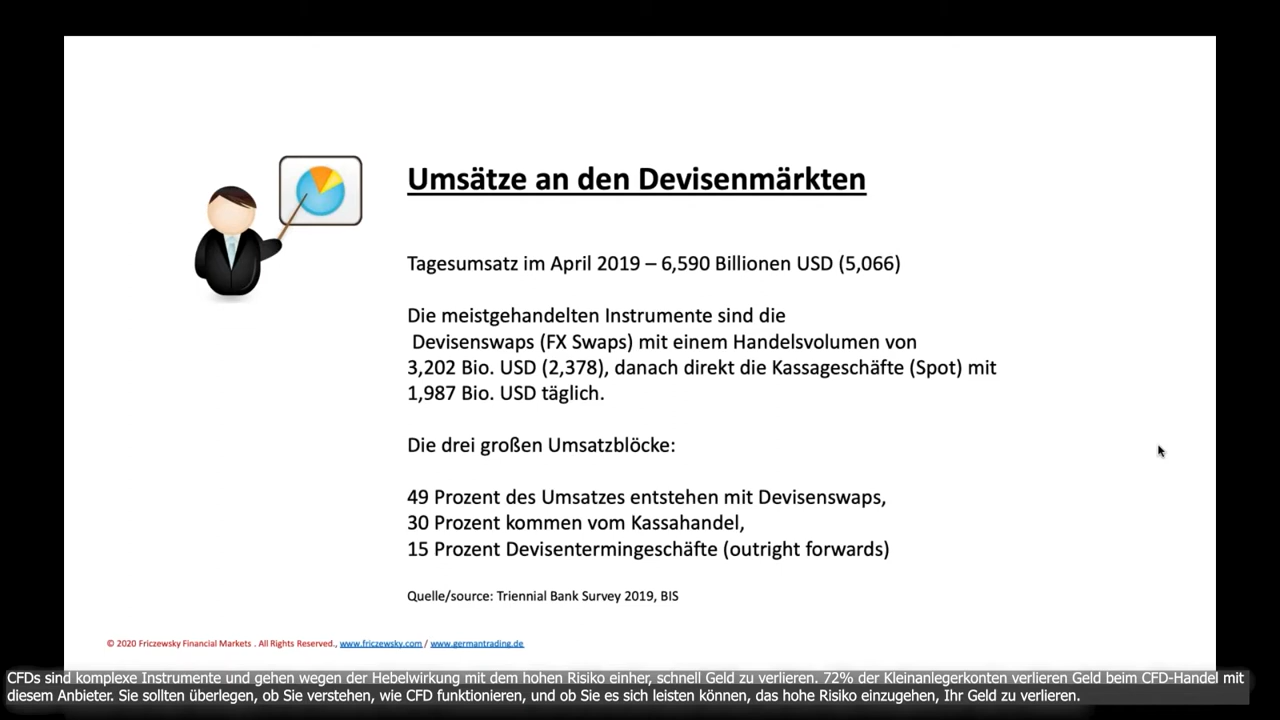 Umsätze an den Devisenmärkten
Tagesumsatz im April 2019 – 6,590 Billionen USD (5,066)
Die meistgehandelten Instrumente sind die
Devisenswaps (FX Swaps) mit einem Handelsvolumen von
3,202 Bio. USD (2,378), danach direkt die Kassageschäfte (Spot) mit
1,987 Bio. USD täglich.
Die drei großen Umsatzblöcke:
49 Prozent des Umsatzes entstehen mit Devisenswaps,
30 Prozent kommen vom Kassahandel,
15 Prozent Devisentermingeschäfte (outright forwards)
Quelle/source: Triennial Bank Survey 2019, BIS
© 2020 Friczewsky Financial Markets . All Rights Reserved., www.friczewsky.com / www.germantrading.de
CFDs sind komplexe Instrumente und gehen wegen der Hebelwirkung mit dem hohen Risiko einher, schnell Geld zu verlieren. 72% der Kleinanlegerkonten verlieren Geld beim CFD-Handel mit
diesem Anbieter. Sie sollten überlegen, ob Sie verstehen, wie CFD funktionieren, und ob Sie es sich leisten können, das hohe Risiko einzugehen, Ihr Geld zu verlieren.